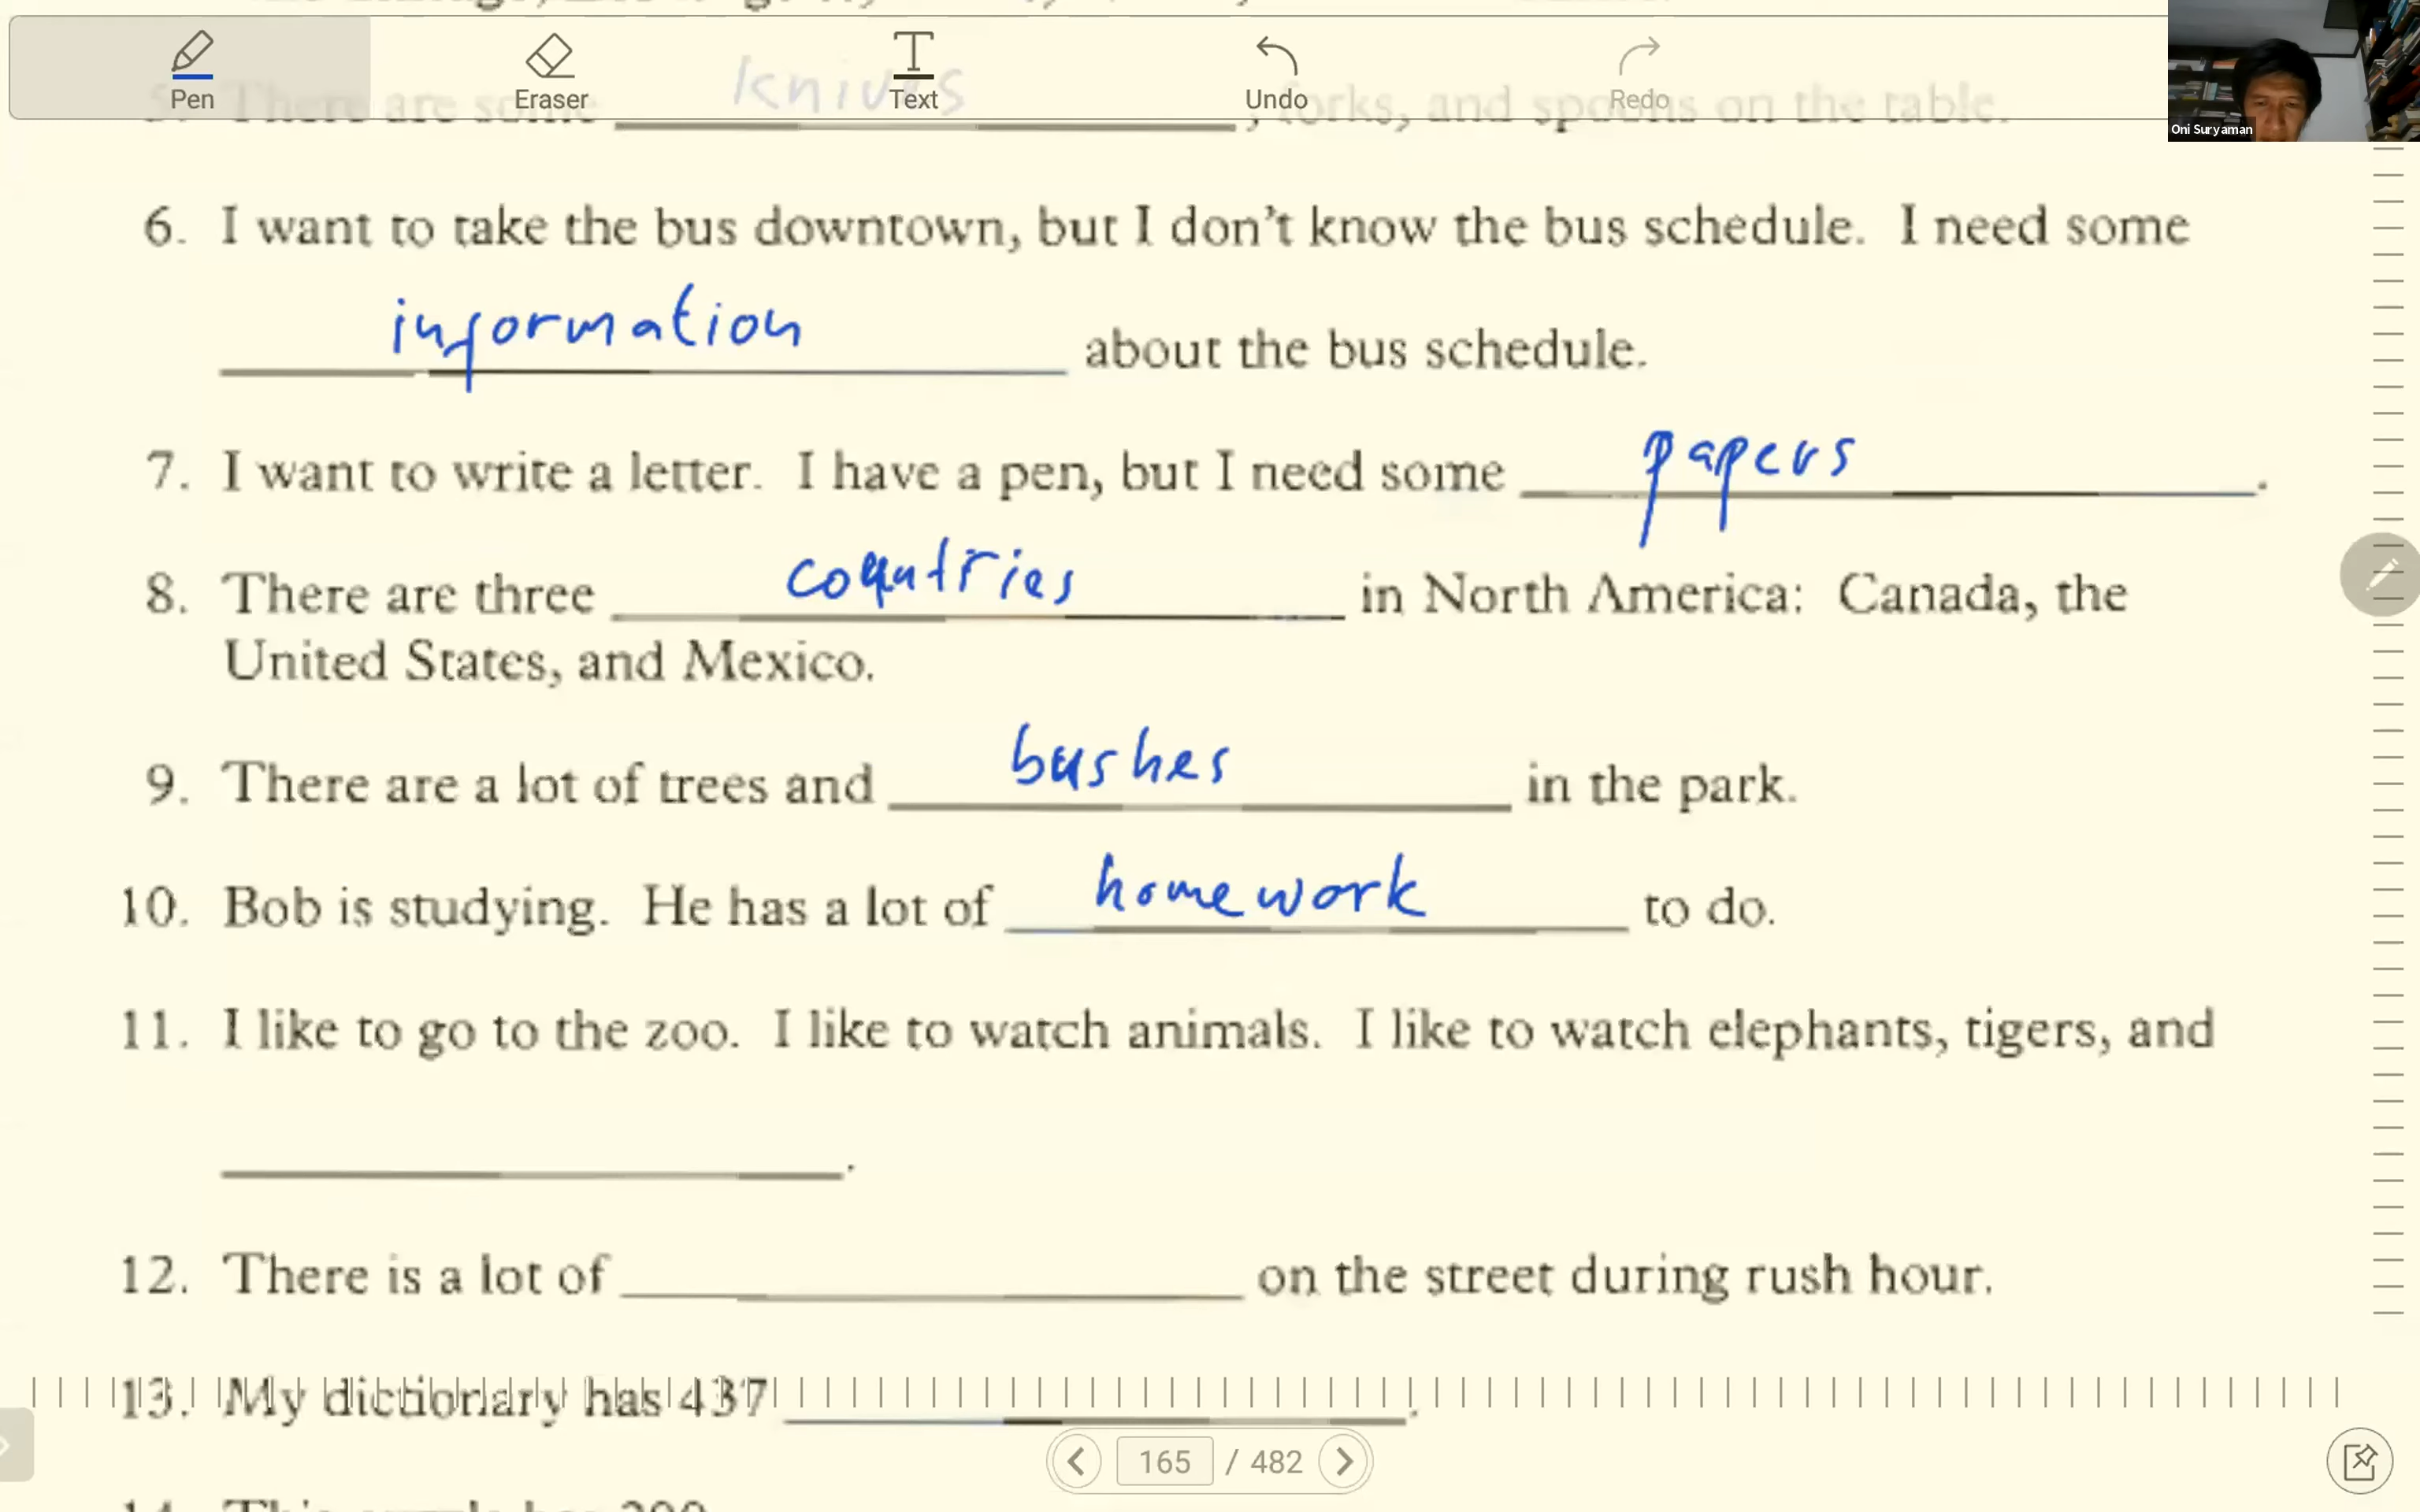 Pen Eraser Text Undo Redo
Oni Suryaman
5. There are some knives, forks, and spoons on the table.
6. I want to take the bus downtown, but I don't know the bus schedule. I need some
information about the bus schedule.
7. I want to write a letter. I have a pen, but I need some papers.
8. There are three countries in North America: Canada, the
United States, and Mexico.
9. There are a lot of trees and bushes in the park.
10. Bob is studying. He has a lot of homework to do.
11. I like to go to the zoo. I like to watch animals. I like to watch elephants, tigers, and
.
12. There is a lot of on the street during rush hour.
13. My dictionary has 437 .
165 / 482